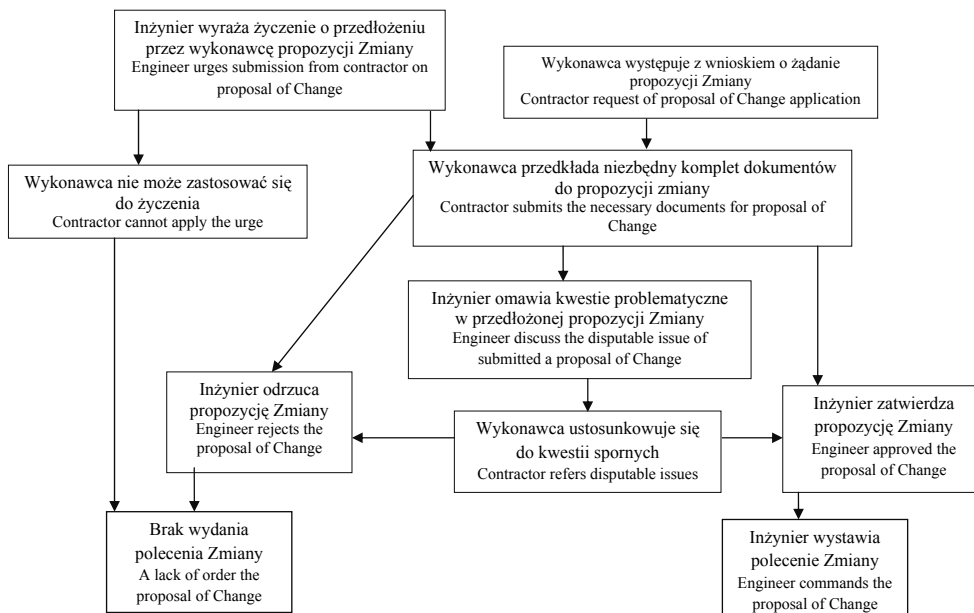 Inżynier wyraża życzenie o przedłożeniu
przez wykonawcę propozycji Zmiany
Engineer urges submission from contractor on
proposal of Change
Wykonawca występuje z wnioskiem o żądanie
propozycji Zmiany
Contractor request of proposal of Change application
Wykonawca nie może zastosować się
do życzenia
Contractor cannot apply the urge
Wykonawca przedkłada niezbędny komplet dokumentów
do propozycji zmiany
Contractor submits the necessary documents for proposal of
Change
Inżynier omawia kwestie problematyczne
w przedłożonej propozycji Zmiany
Engineer discuss the disputable issue of
submitted a proposal of Change
Inżynier odrzuca
propozycję Zmiany
Engineer rejects the
proposal of Change
Wykonawca ustosunkowuje się
do kwestii spornych
Contractor refers disputable issues
Inżynier zatwierdza
propozycję Zmiany
Engineer approved the
proposal of Change
Brak wydania
polecenia Zmiany
A lack of order the
proposal of Change
Inżynier wystawia
polecenie Zmiany
Engineer commands the
proposal of Change